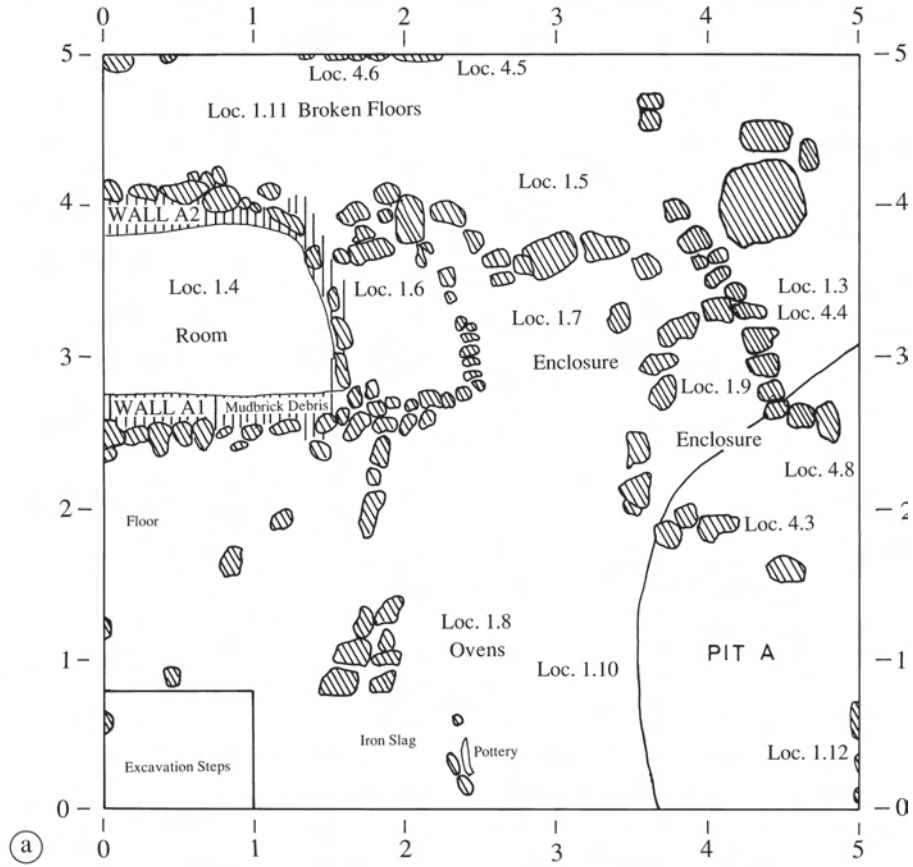 0 1 2 3 4 5
5 5
Loc. 4.6 Loc. 4.5
Loc. 1.11 Broken Floors
Loc. 1.5
4 4
WALL A2
Loc. 1.4 Loc. 1.6 Loc. 1.3
Loc. 1.7 Loc. 4.4
Room
3 3
Enclosure
Loc. 1.9
WALL A1 Mudbrick Debris
Enclosure
Loc. 4.8
2 2
Floor Loc. 4.3
Loc. 1.8
Ovens PIT A
1 1
Loc. 1.10
Iron Slag Pottery Loc. 1.12
Excavation Steps
0 0
0 1 2 3 4 5
a